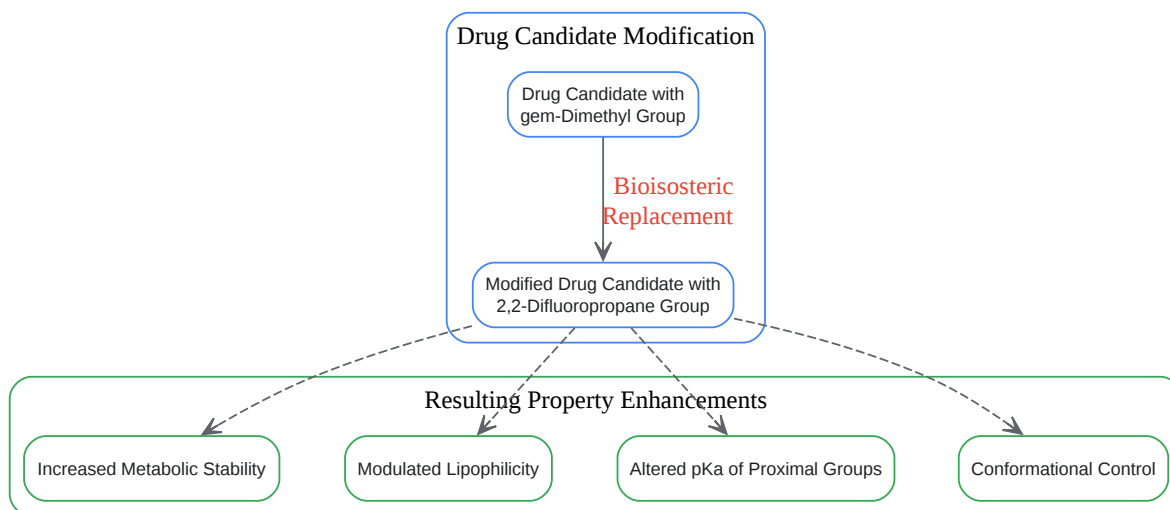 Drug Candidate Modification
Drug Candidate with
gem-Dimethyl Group
Bioisosteric
Replacement
Modified Drug Candidate with
2,2-Difluoropropane Group
Resulting Property Enhancements
Increased Metabolic Stability
Modulated Lipophilicity
Altered pKa of Proximal Groups
Conformational Control